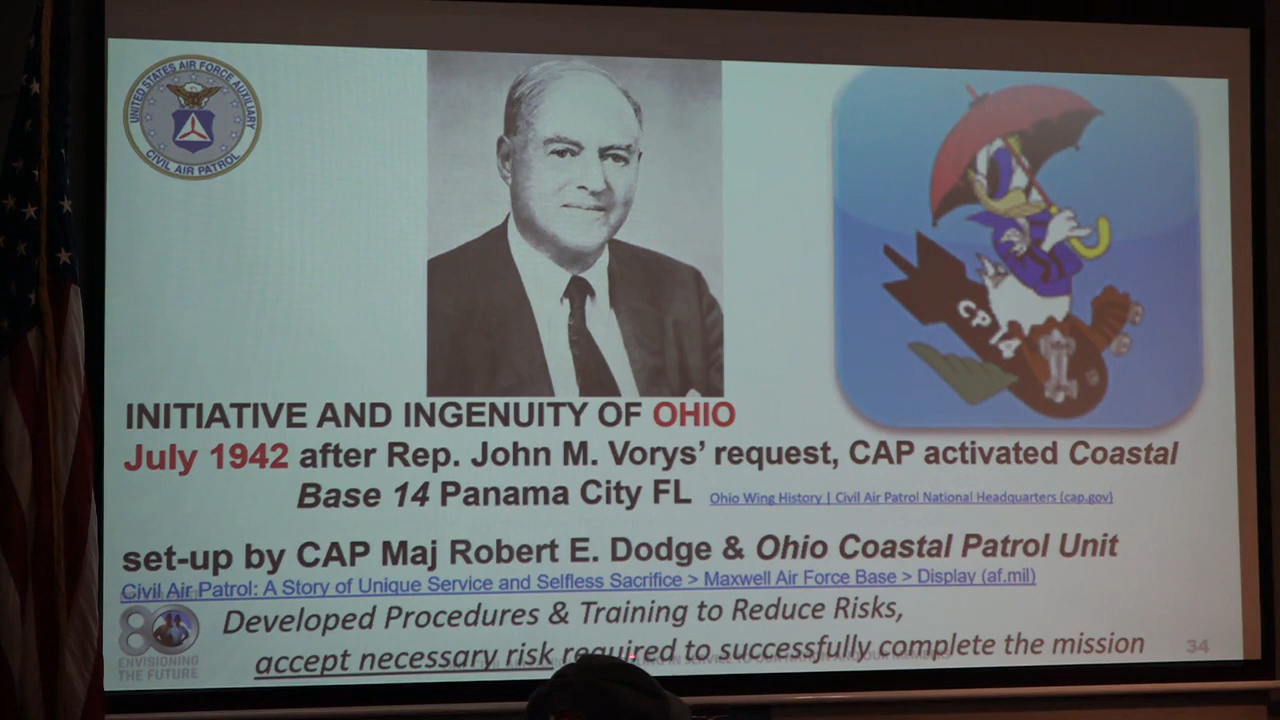 UNITED STATES AIR FORCE AUXILIARY
CIVIL AIR PATROL
CP 14
INITIATIVE AND INGENUITY OF OHIO
July 1942 after Rep. John M. Vorys' request, CAP activated Coastal
Base 14 Panama City FL Ohio Wing History | Civil Air Patrol National Headquarters (cap.gov)
set-up by CAP Maj Robert E. Dodge & Ohio Coastal Patrol Unit
Civil Air Patrol: A Story of Unique Service and Selfless Sacrifice > Maxwell Air Force Base > Display (af.mil)
80
ENVISIONING
THE FUTURE
Developed Procedures & Training to Reduce Risks,
accept necessary risk required to successfully complete the mission
34